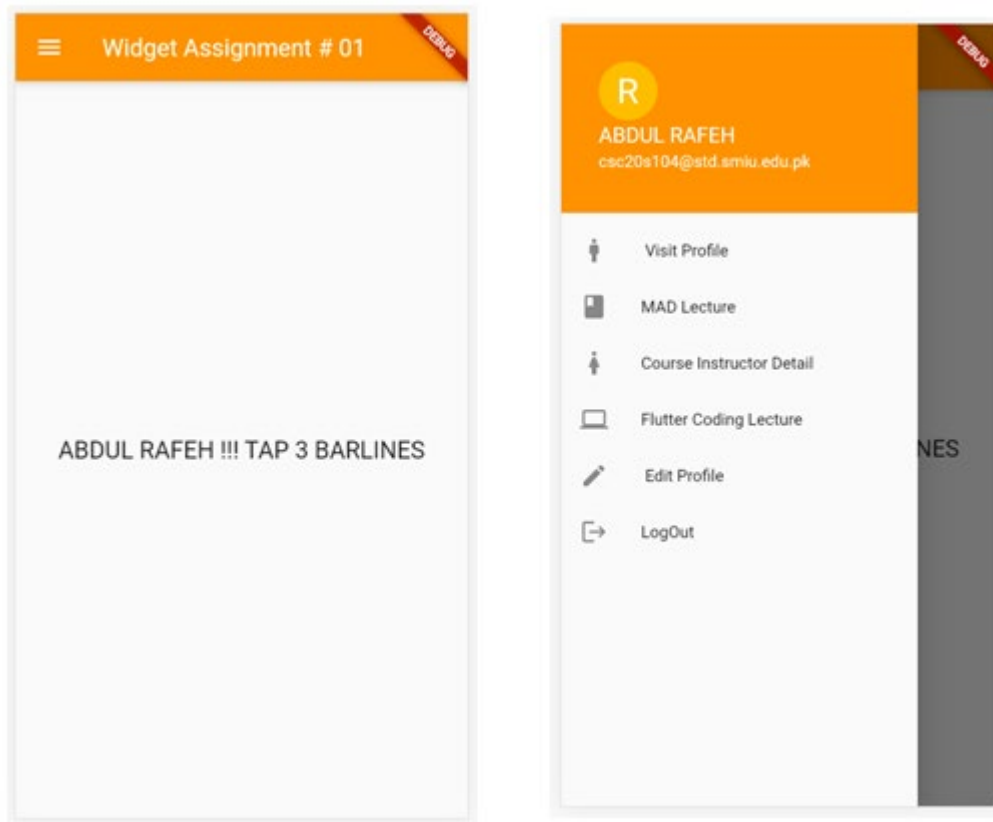 Widget Assignment # 01
DEBUG
ABDUL RAFEH !!! TAP 3 BARLINES
DEBUG
R
ABDUL RAFEH
csc20s104@std.smiu.edu.pk
Visit Profile
MAD Lecture
Course Instructor Detail
Flutter Coding Lecture
NES
Edit Profile
LogOut